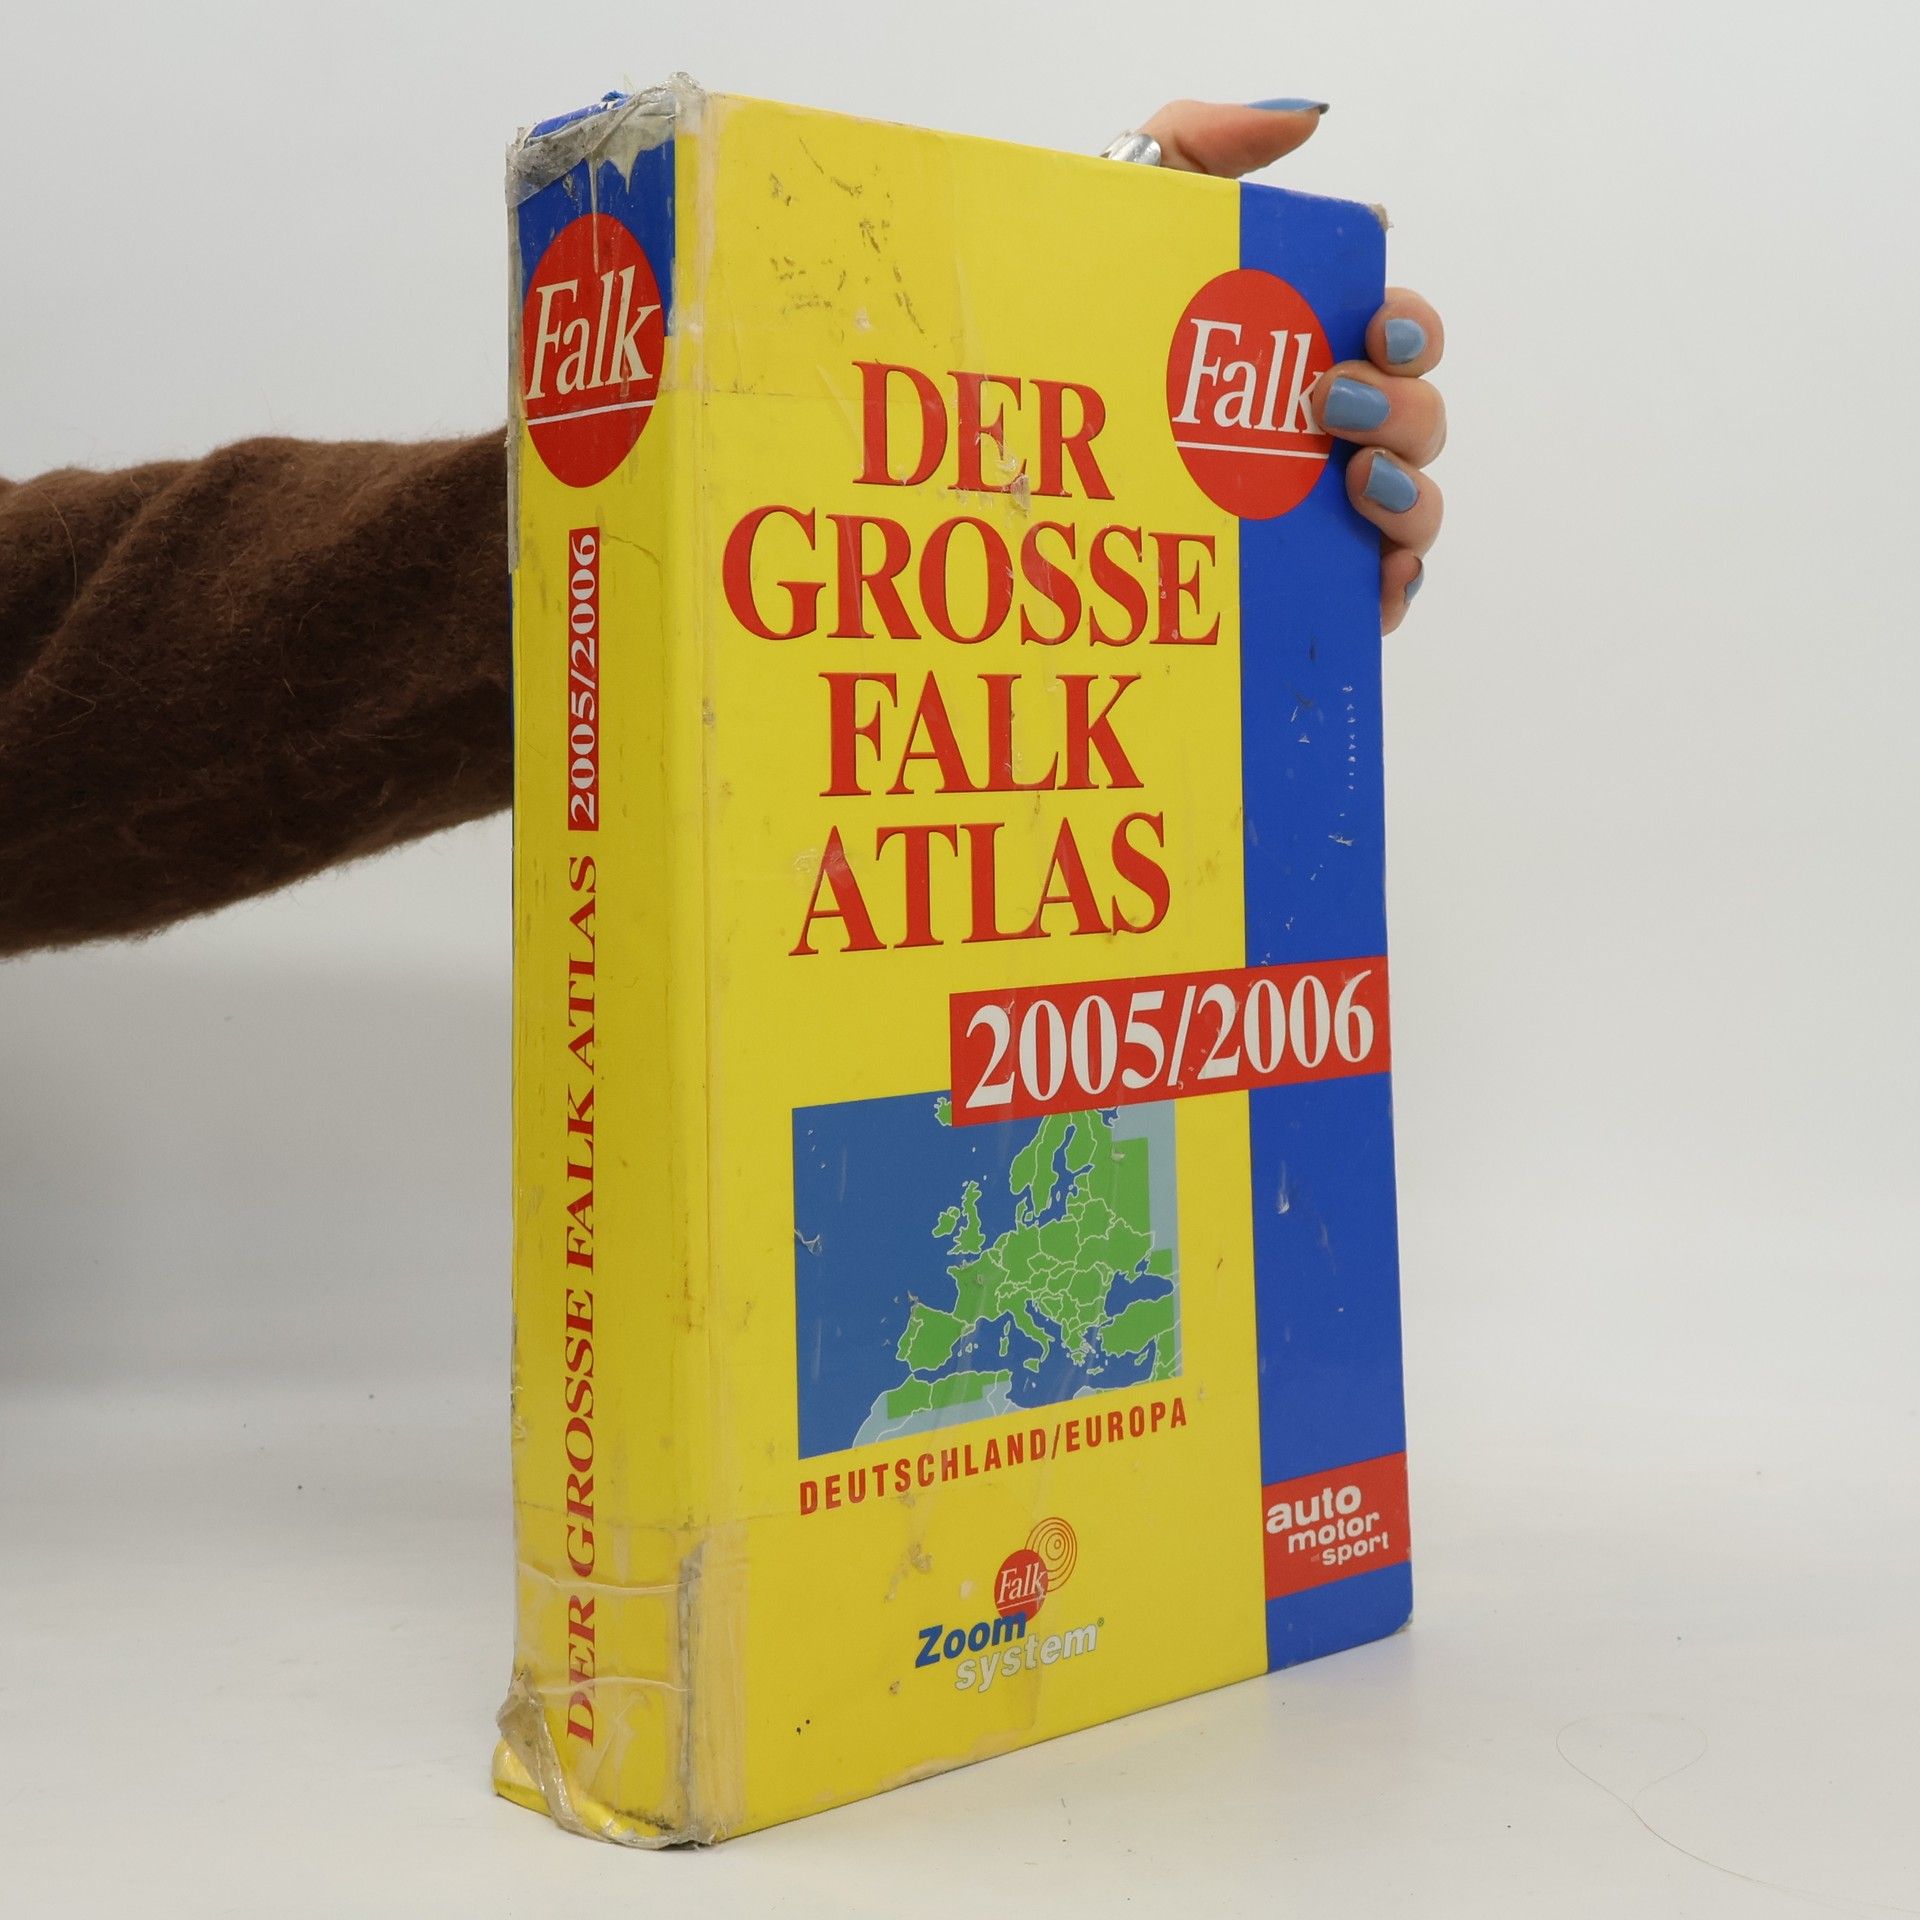 Falk
DER GROSSE FALK ATLAS 2005/2006
Falk
DER
GROSSE
FALK
ATLAS
2005/2006
DEUTSCHLAND/EUROPA
Falk
Zoom
system®
auto
motor
sport